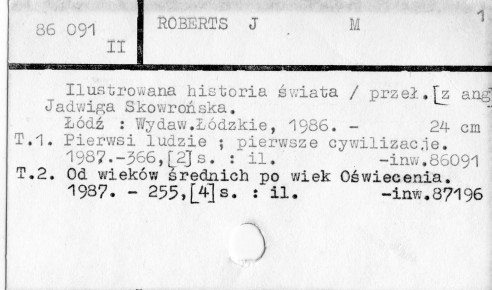 86 091
II
ROBERTS J M
1
Ilustrowana historia świata / przeł.[z ang
Jadwiga Skowrońska.
Łódź : Wydaw.Łódzkie, 1986. - 24 cm
T.1. Pierwsi ludzie ; pierwsze cywilizacje.
1987.-366,[2]s. : il. -inw.86091
T.2. Od wieków średnich po wiek Oświecenia.
1987. - 255,[4]s. : il. -inw.87196